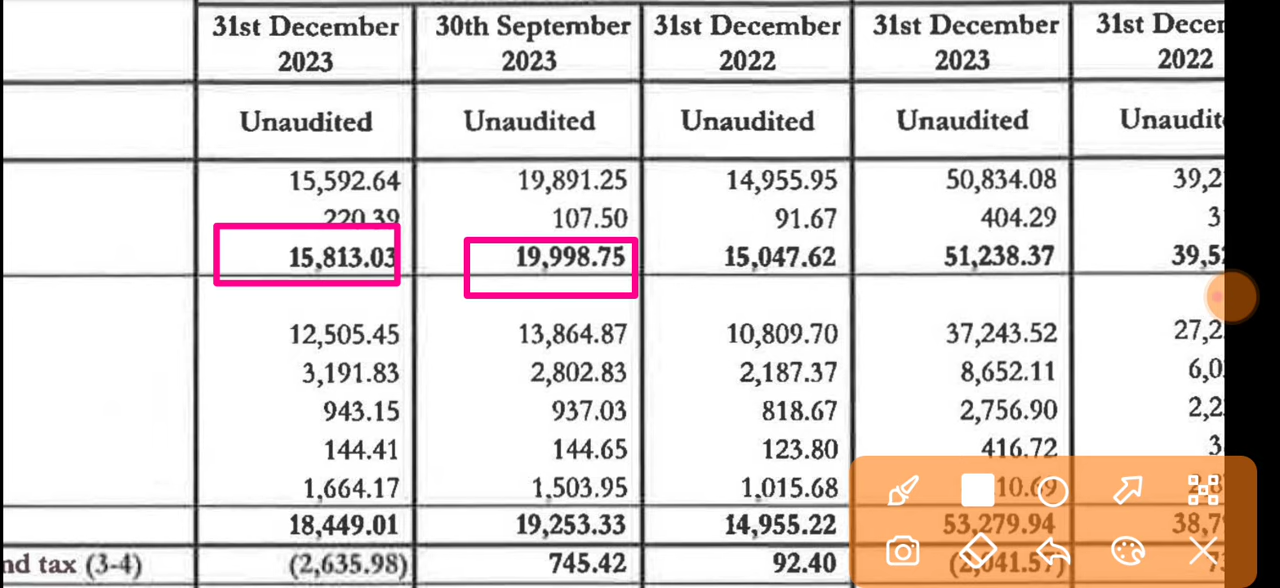 31st December 2023 30th September 2023 31st December 2022 31st December 2023 2022
Unaudited Unaudited Unaudited Unaudited
15,592.64 19,891.25 14,955.95 50,834.08
220.39 107.50 91.67 404.29
15,813.03 19,998.75 15,047.62 51,238.37
12,505.45 13,864.87 10,809.70 37,243.52
3,191.83 2,802.83 2,187.37 8,652.11
943.15 937.03 818.67 2,756.90
144.41 144.65 123.80 416.72
1,664.17 1,503.95 1,015.68
18,449.01 19,253.33 14,955.22 53,279.94
tax (3-4) (2,635.98) 745.42 92.40 (2,041.57)